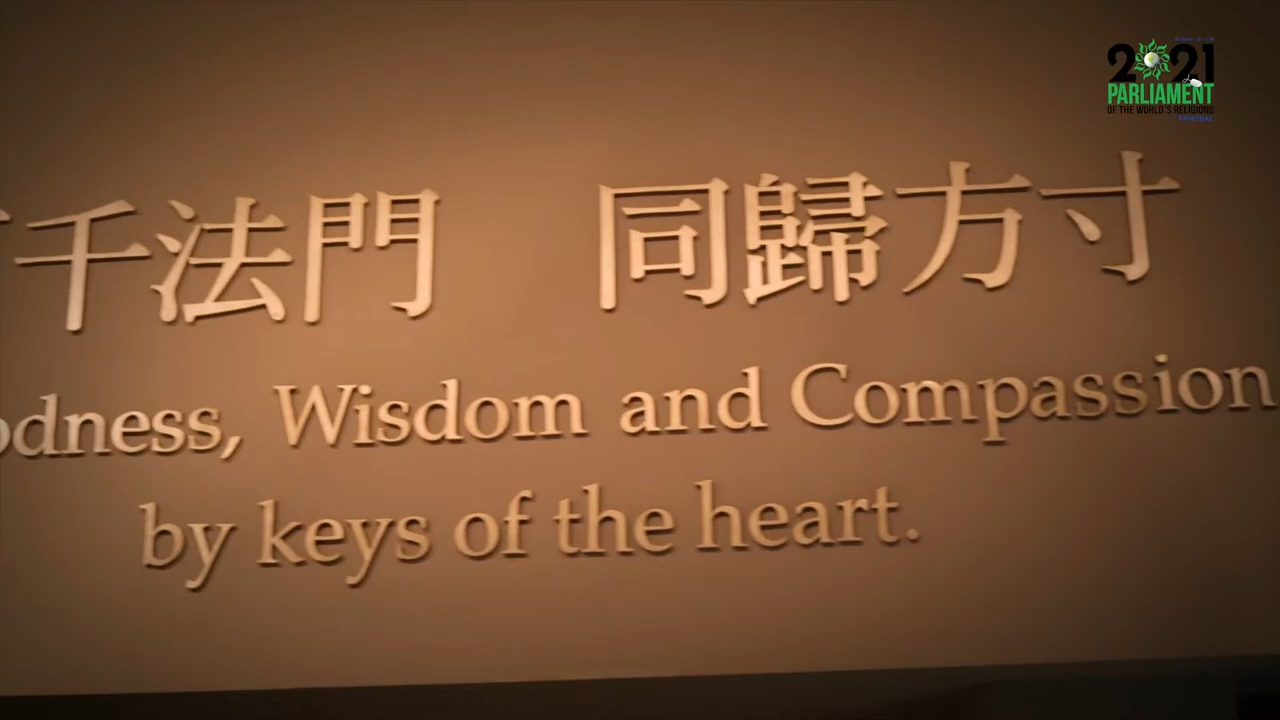 2021
PARLIAMENT
OF THE WORLD'S RELIGIONS
千法門 同歸方寸
odness, Wisdom and Compassion
by keys of the heart.